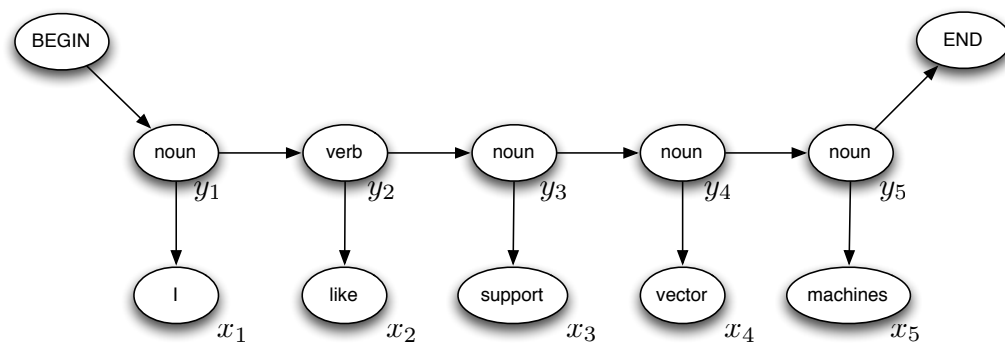 BEGIN END
noun verb noun noun noun
y1 y2 y3 y4 y5
I like support vector machines
x1 x2 x3 x4 x5